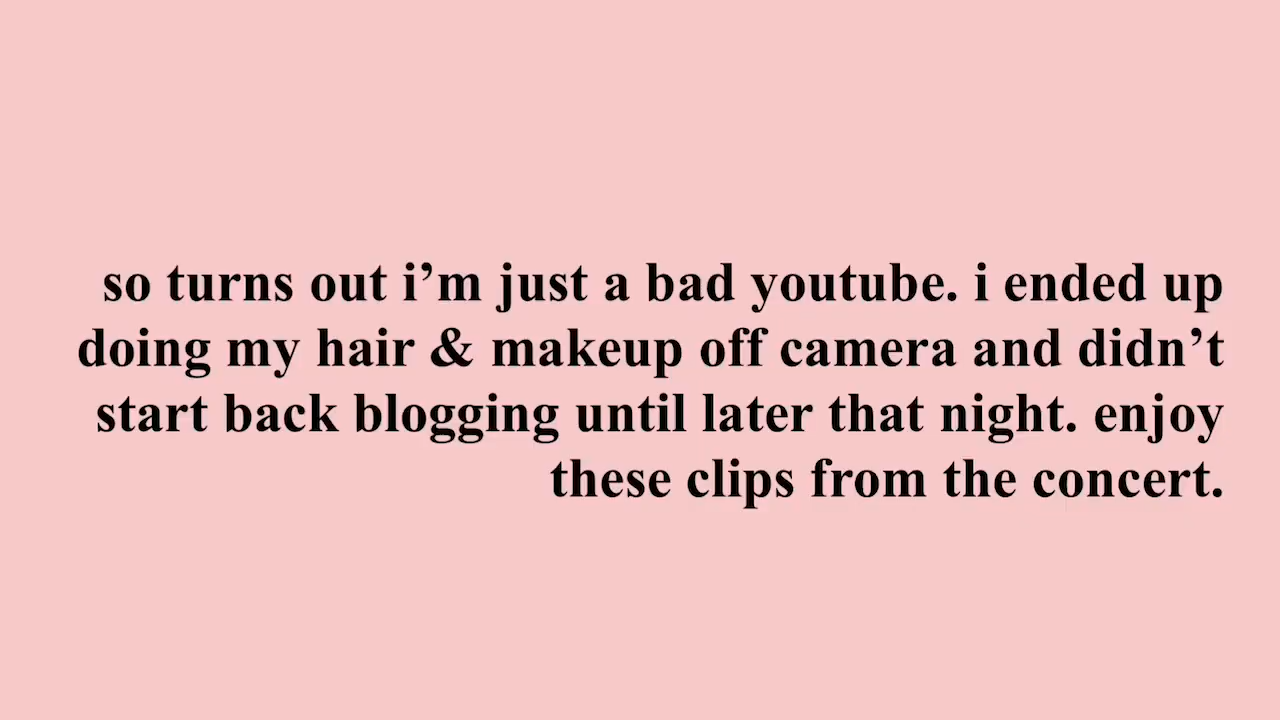 so turns out i’m just a bad youtube. i ended up
doing my hair & makeup off camera and didn’t
start back blogging until later that night. enjoy
these clips from the concert.